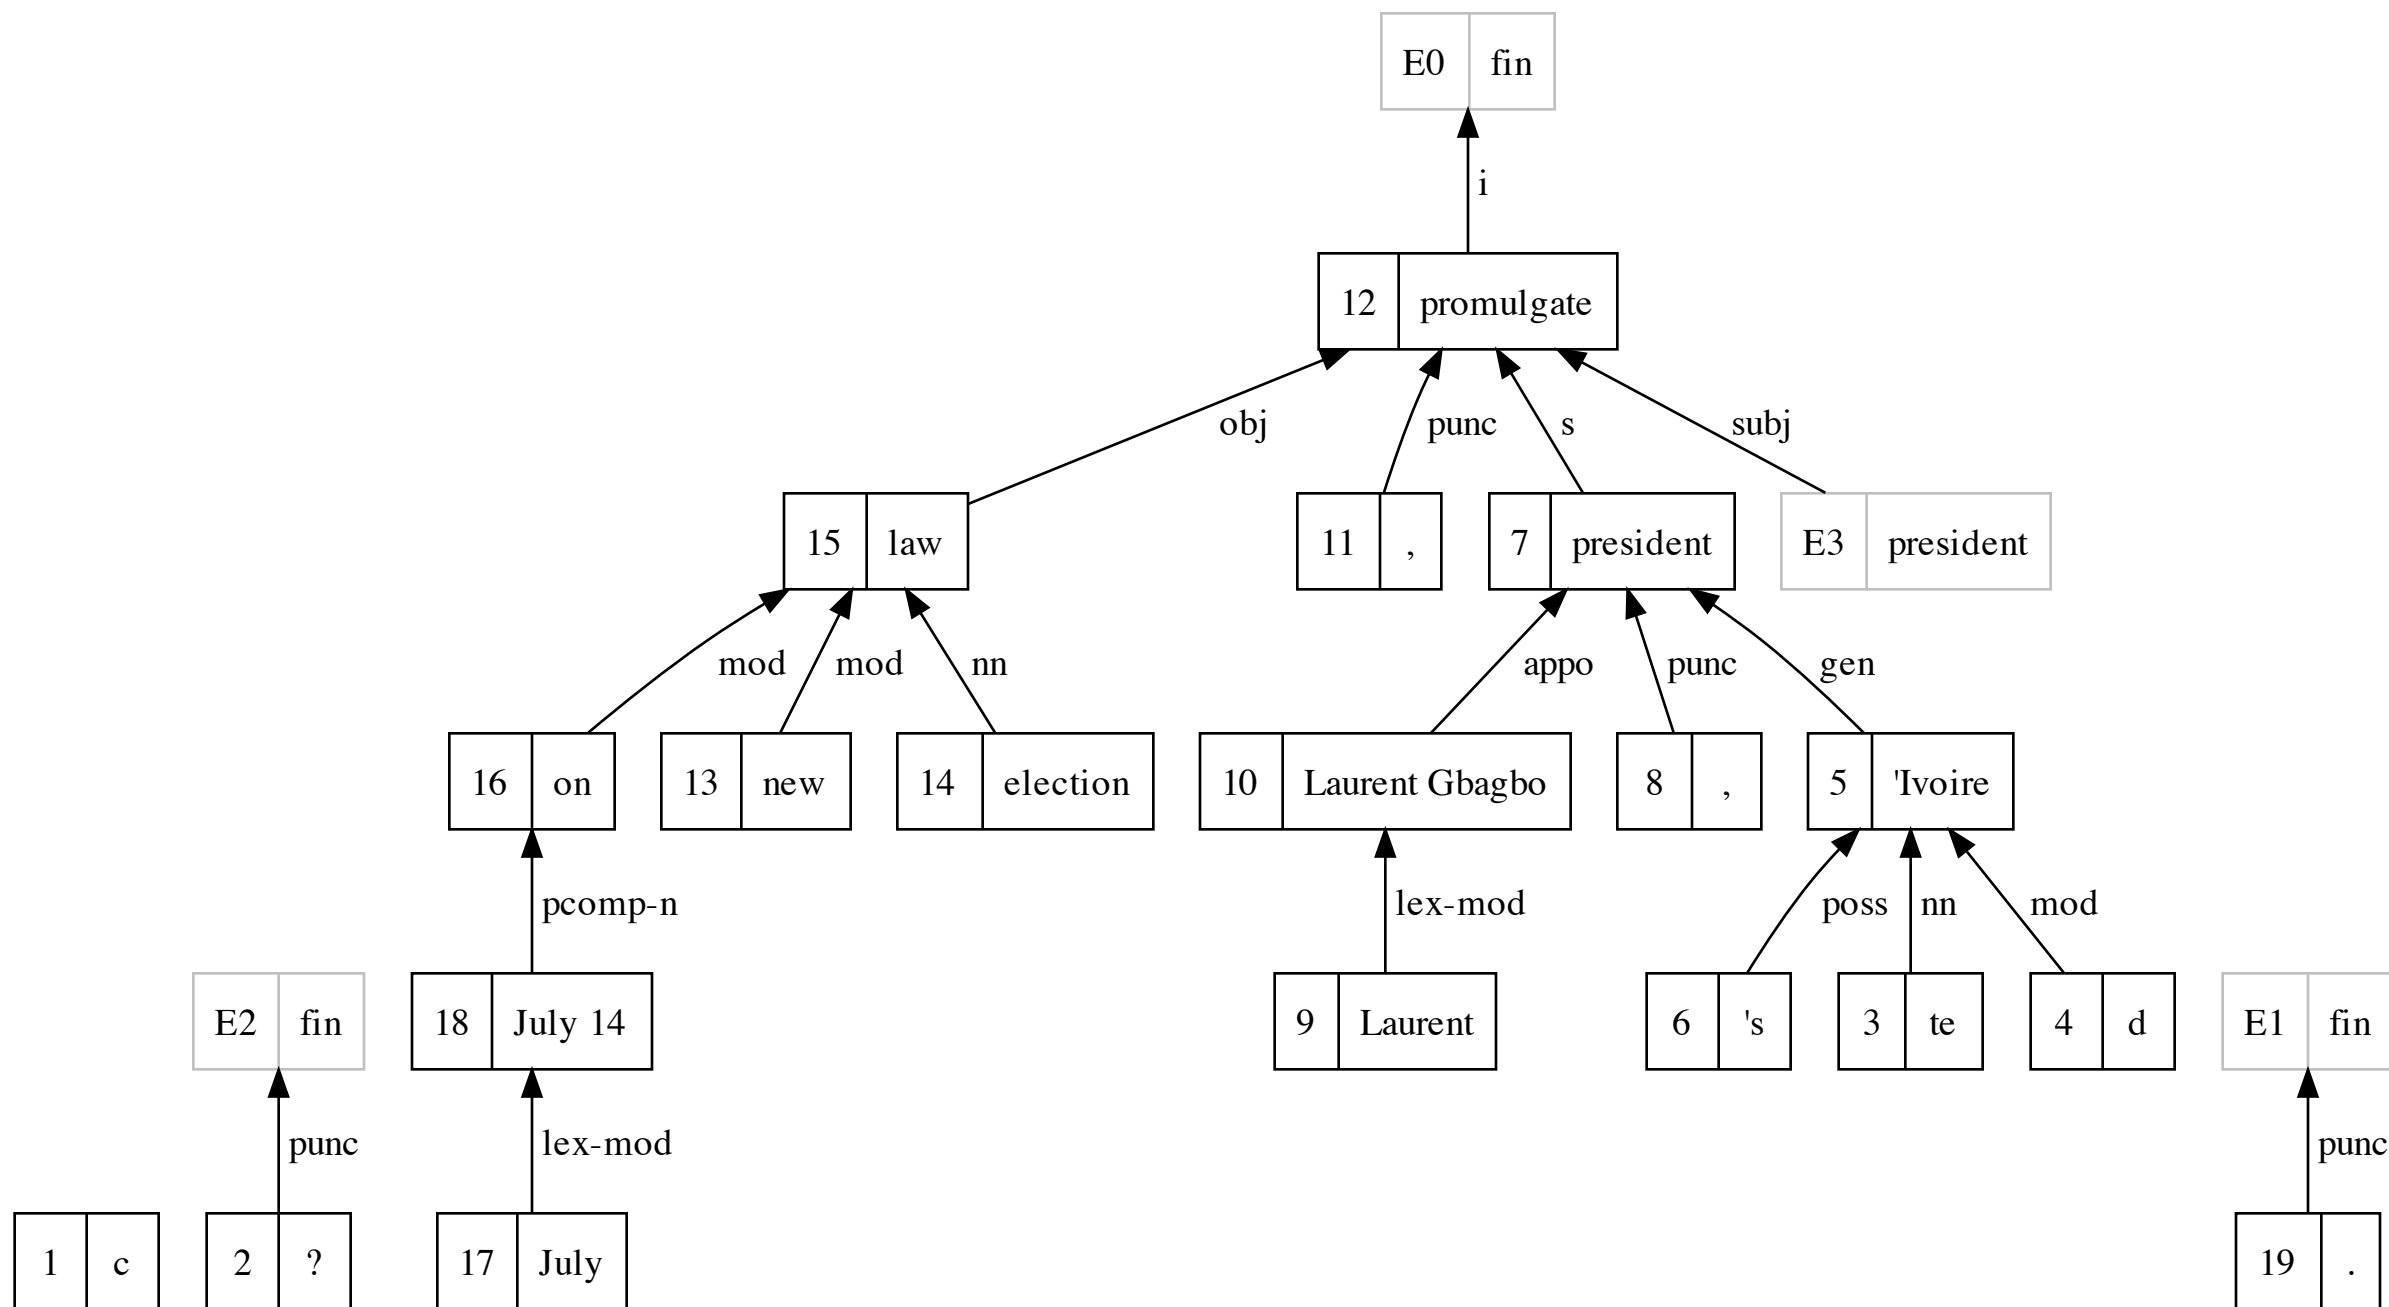 E0 fin
i
12 promulgate
obj punc s subj
15 law 11 , 7 president E3 president
mod mod nn appo punc gen
16 on 13 new 14 election 10 Laurent Gbagbo 8 , 5 'Ivoire
pcomp-n lex-mod poss nn mod
E2 fin 18 July 14 9 Laurent 6 's 3 te 4 d E1 fin
punc lex-mod punc
1 c 2 ? 17 July 19 .